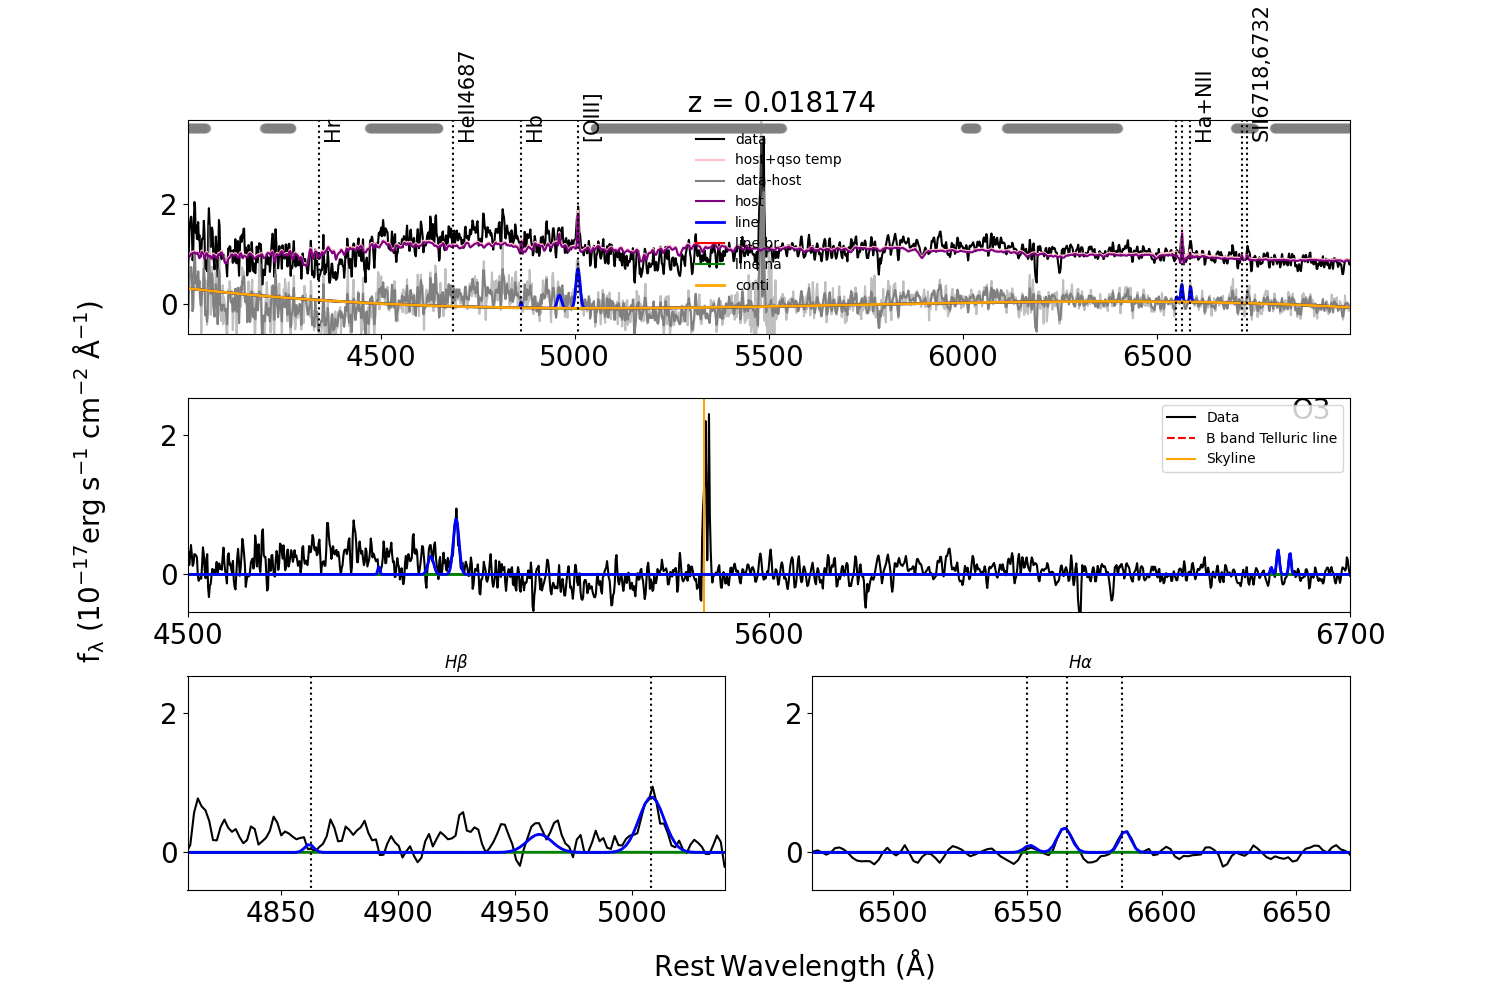 z = 0.018174
Hr
HeII4687
Hb
[OIII]
Ha+NII
SII6718,6732
data
host+qso temp
data-host
host
line
line br
line na
conti
2
0
4500
5000
5500
6000
6500
fλ (10−17erg s−1 cm−2 Å−1)
O3
Data
B band Telluric line
Skyline
2
0
4500
5600
6700
Hβ
2
0
4850
4900
4950
5000
Hα
2
0
6500
6550
6600
6650
Rest Wavelength (Å)